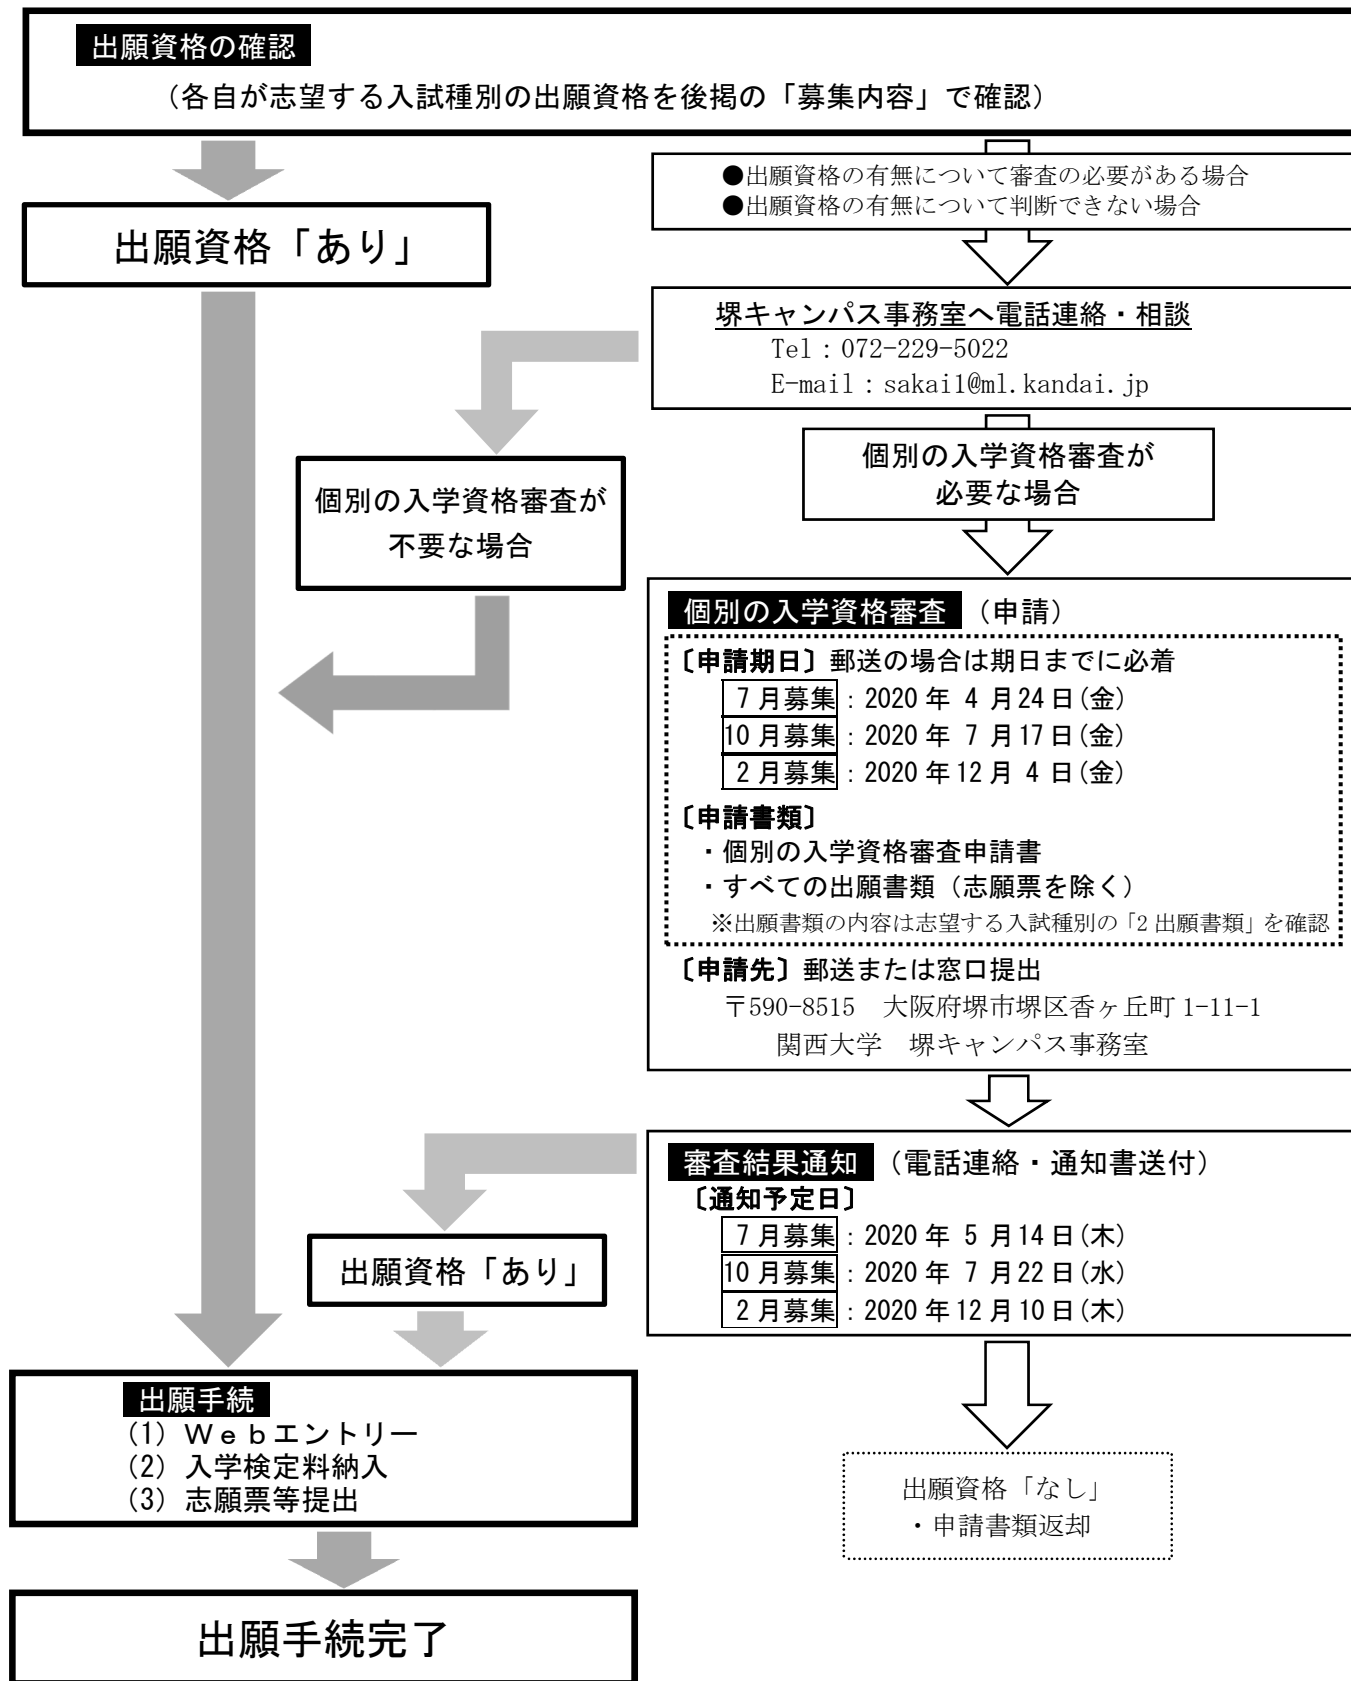 出願資格の確認
（各自が志望する入試種別の出願資格を後掲の「募集内容」で確認）
●出願資格の有無について審査の必要がある場合
●出願資格の有無について判断できない場合
出願資格「あり」
堺キャンパス事務室へ電話連絡・相談
Tel：072-229-5022
E-mail：sakai1@ml.kandai.jp
個別の入学資格審査が
必要な場合
個別の入学資格審査が
不要な場合
個別の入学資格審査（申請）
〔申請期日〕郵送の場合は期日までに必着
7月募集：2020年 4月24日（金）
10月募集：2020年 7月17日（金）
2月募集：2020年12月 4日（金）
〔申請書類〕
・個別の入学資格審査申請書
・すべての出願書類（志願票を除く）
※出願書類の内容は志望する入試種別の「2出願書類」を確認
〔申請先〕郵送または窓口提出
〒590-8515　大阪府堺市堺区香ヶ丘町1-11-1
関西大学　堺キャンパス事務室
審査結果通知（電話連絡・通知書送付）
〔通知予定日〕
7月募集：2020年 5月14日（木）
10月募集：2020年 7月22日（水）
2月募集：2020年12月10日（木）
出願資格「あり」
出願手続
（1）Ｗｅｂエントリー
（2）入学検定料納入
（3）志願票等提出
出願資格「なし」
・申請書類返却
出願手続完了